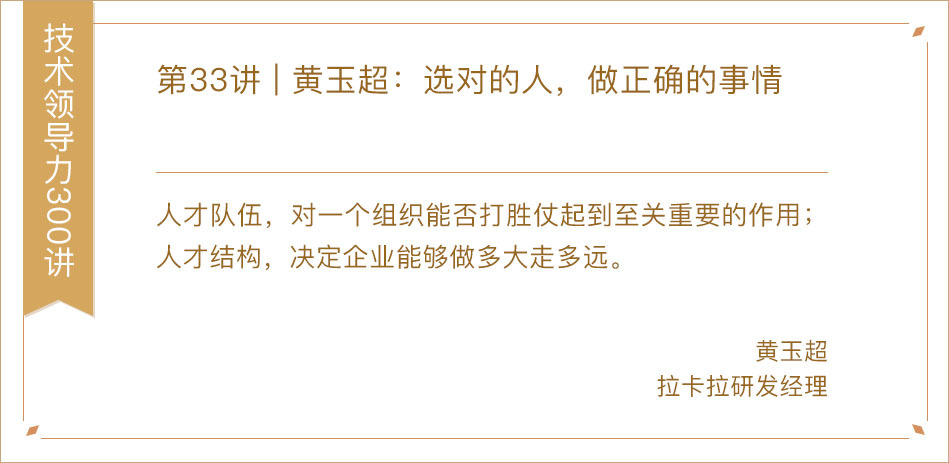 技术领导力300讲
第33讲 | 黄玉超：选对的人，做正确的事情
人才队伍，对一个组织能否打胜仗起到至关重要的作用；
人才结构，决定企业能够做多大走多远。
黄玉超
拉卡拉研发经理